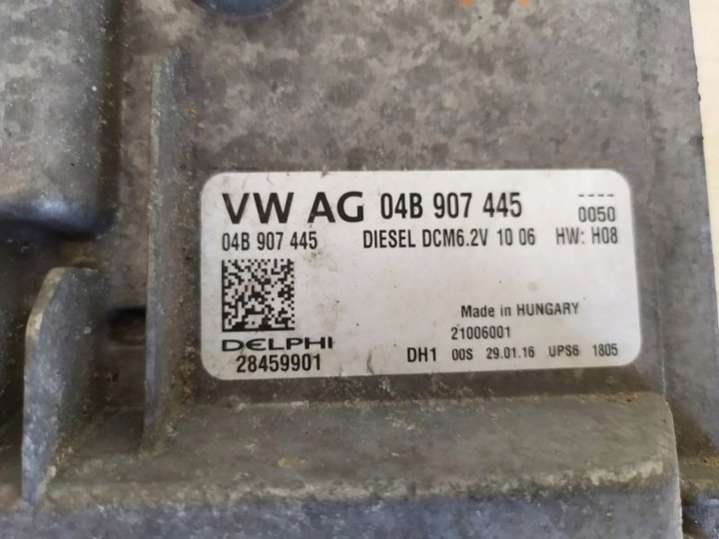 VW AG 04B 907 445 ----
0050
04B 907 445 DIESEL DCM6.2V 10 06 HW: H08
Made in HUNGARY
21006001
DELPHI
28459901 DH1 00S 29.01.16 UPS6 1805